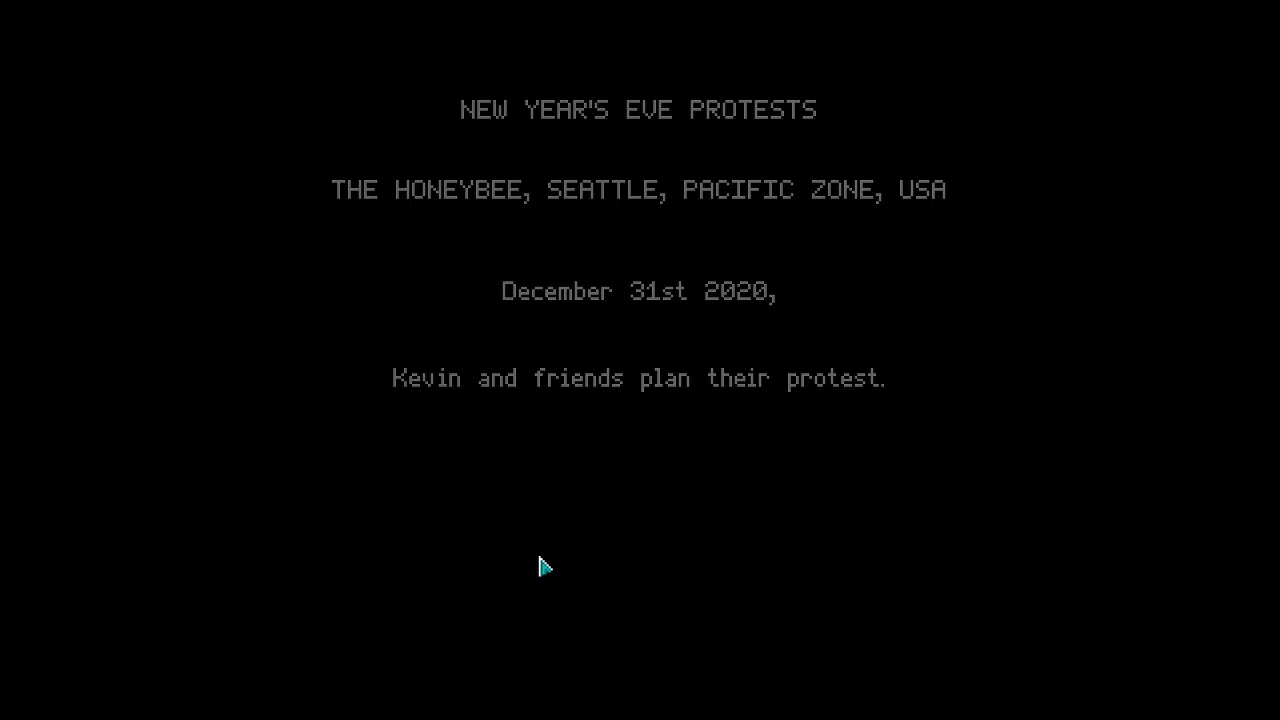 NEW YEAR'S EVE PROTESTS
THE HONEYBEE, SEATTLE, PACIFIC ZONE, USA
December 31st 2020,
Kevin and friends plan their protest.